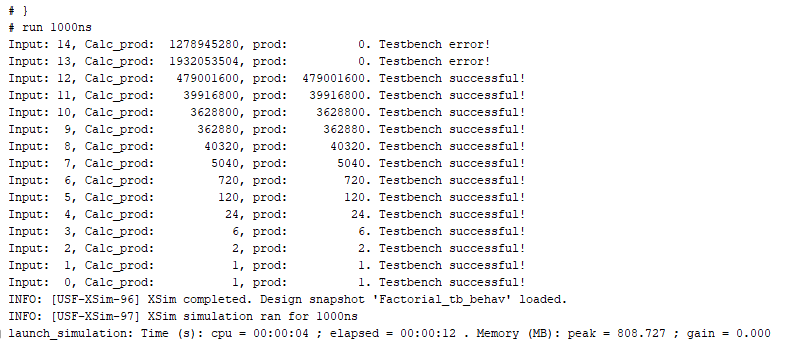 # }
# run 1000ns
Input: 14, Calc_prod:  1278945280, prod:          0. Testbench error!
Input: 13, Calc_prod:  1932053504, prod:          0. Testbench error!
Input: 12, Calc_prod:   479001600, prod:  479001600. Testbench successful!
Input: 11, Calc_prod:    39916800, prod:   39916800. Testbench successful!
Input: 10, Calc_prod:     3628800, prod:    3628800. Testbench successful!
Input:  9, Calc_prod:      362880, prod:     362880. Testbench successful!
Input:  8, Calc_prod:       40320, prod:      40320. Testbench successful!
Input:  7, Calc_prod:        5040, prod:       5040. Testbench successful!
Input:  6, Calc_prod:         720, prod:        720. Testbench successful!
Input:  5, Calc_prod:         120, prod:        120. Testbench successful!
Input:  4, Calc_prod:          24, prod:         24. Testbench successful!
Input:  3, Calc_prod:           6, prod:          6. Testbench successful!
Input:  2, Calc_prod:           2, prod:          2. Testbench successful!
Input:  1, Calc_prod:           1, prod:          1. Testbench successful!
Input:  0, Calc_prod:           1, prod:          1. Testbench successful!
INFO: [USF-XSim-96] XSim completed. Design snapshot 'Factorial_tb_behav' loaded.
INFO: [USF-XSim-97] XSim simulation ran for 1000ns
launch_simulation: Time (s): cpu = 00:00:04 ; elapsed = 00:00:12 . Memory (MB): peak = 808.727 ; gain = 0.000